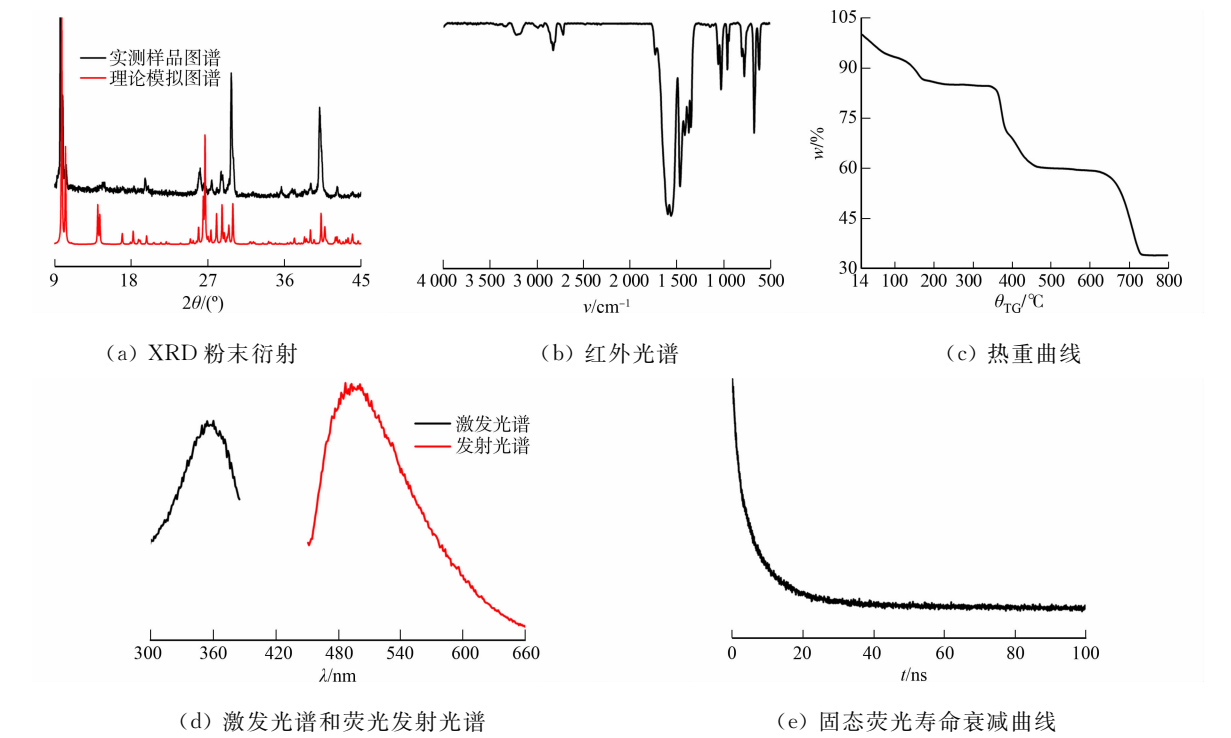 实测样品图谱
理论模拟图谱
9 18 27 36 45
2θ/(º)
(a) XRD 粉末衍射
4 000 3 500 3 000 2 500 2 000 1 500 1 000 500
ν/cm⁻¹
(b) 红外光谱
105
90
75
60
45
30
w/%
14 100 200 300 400 500 600 700 800
θTG/℃
(c) 热重曲线
激发光谱
发射光谱
300 360 420 480 540 600 660
λ/nm
(d) 激发光谱和荧光发射光谱
0 20 40 60 80 100
t/ns
(e) 固态荧光寿命衰减曲线